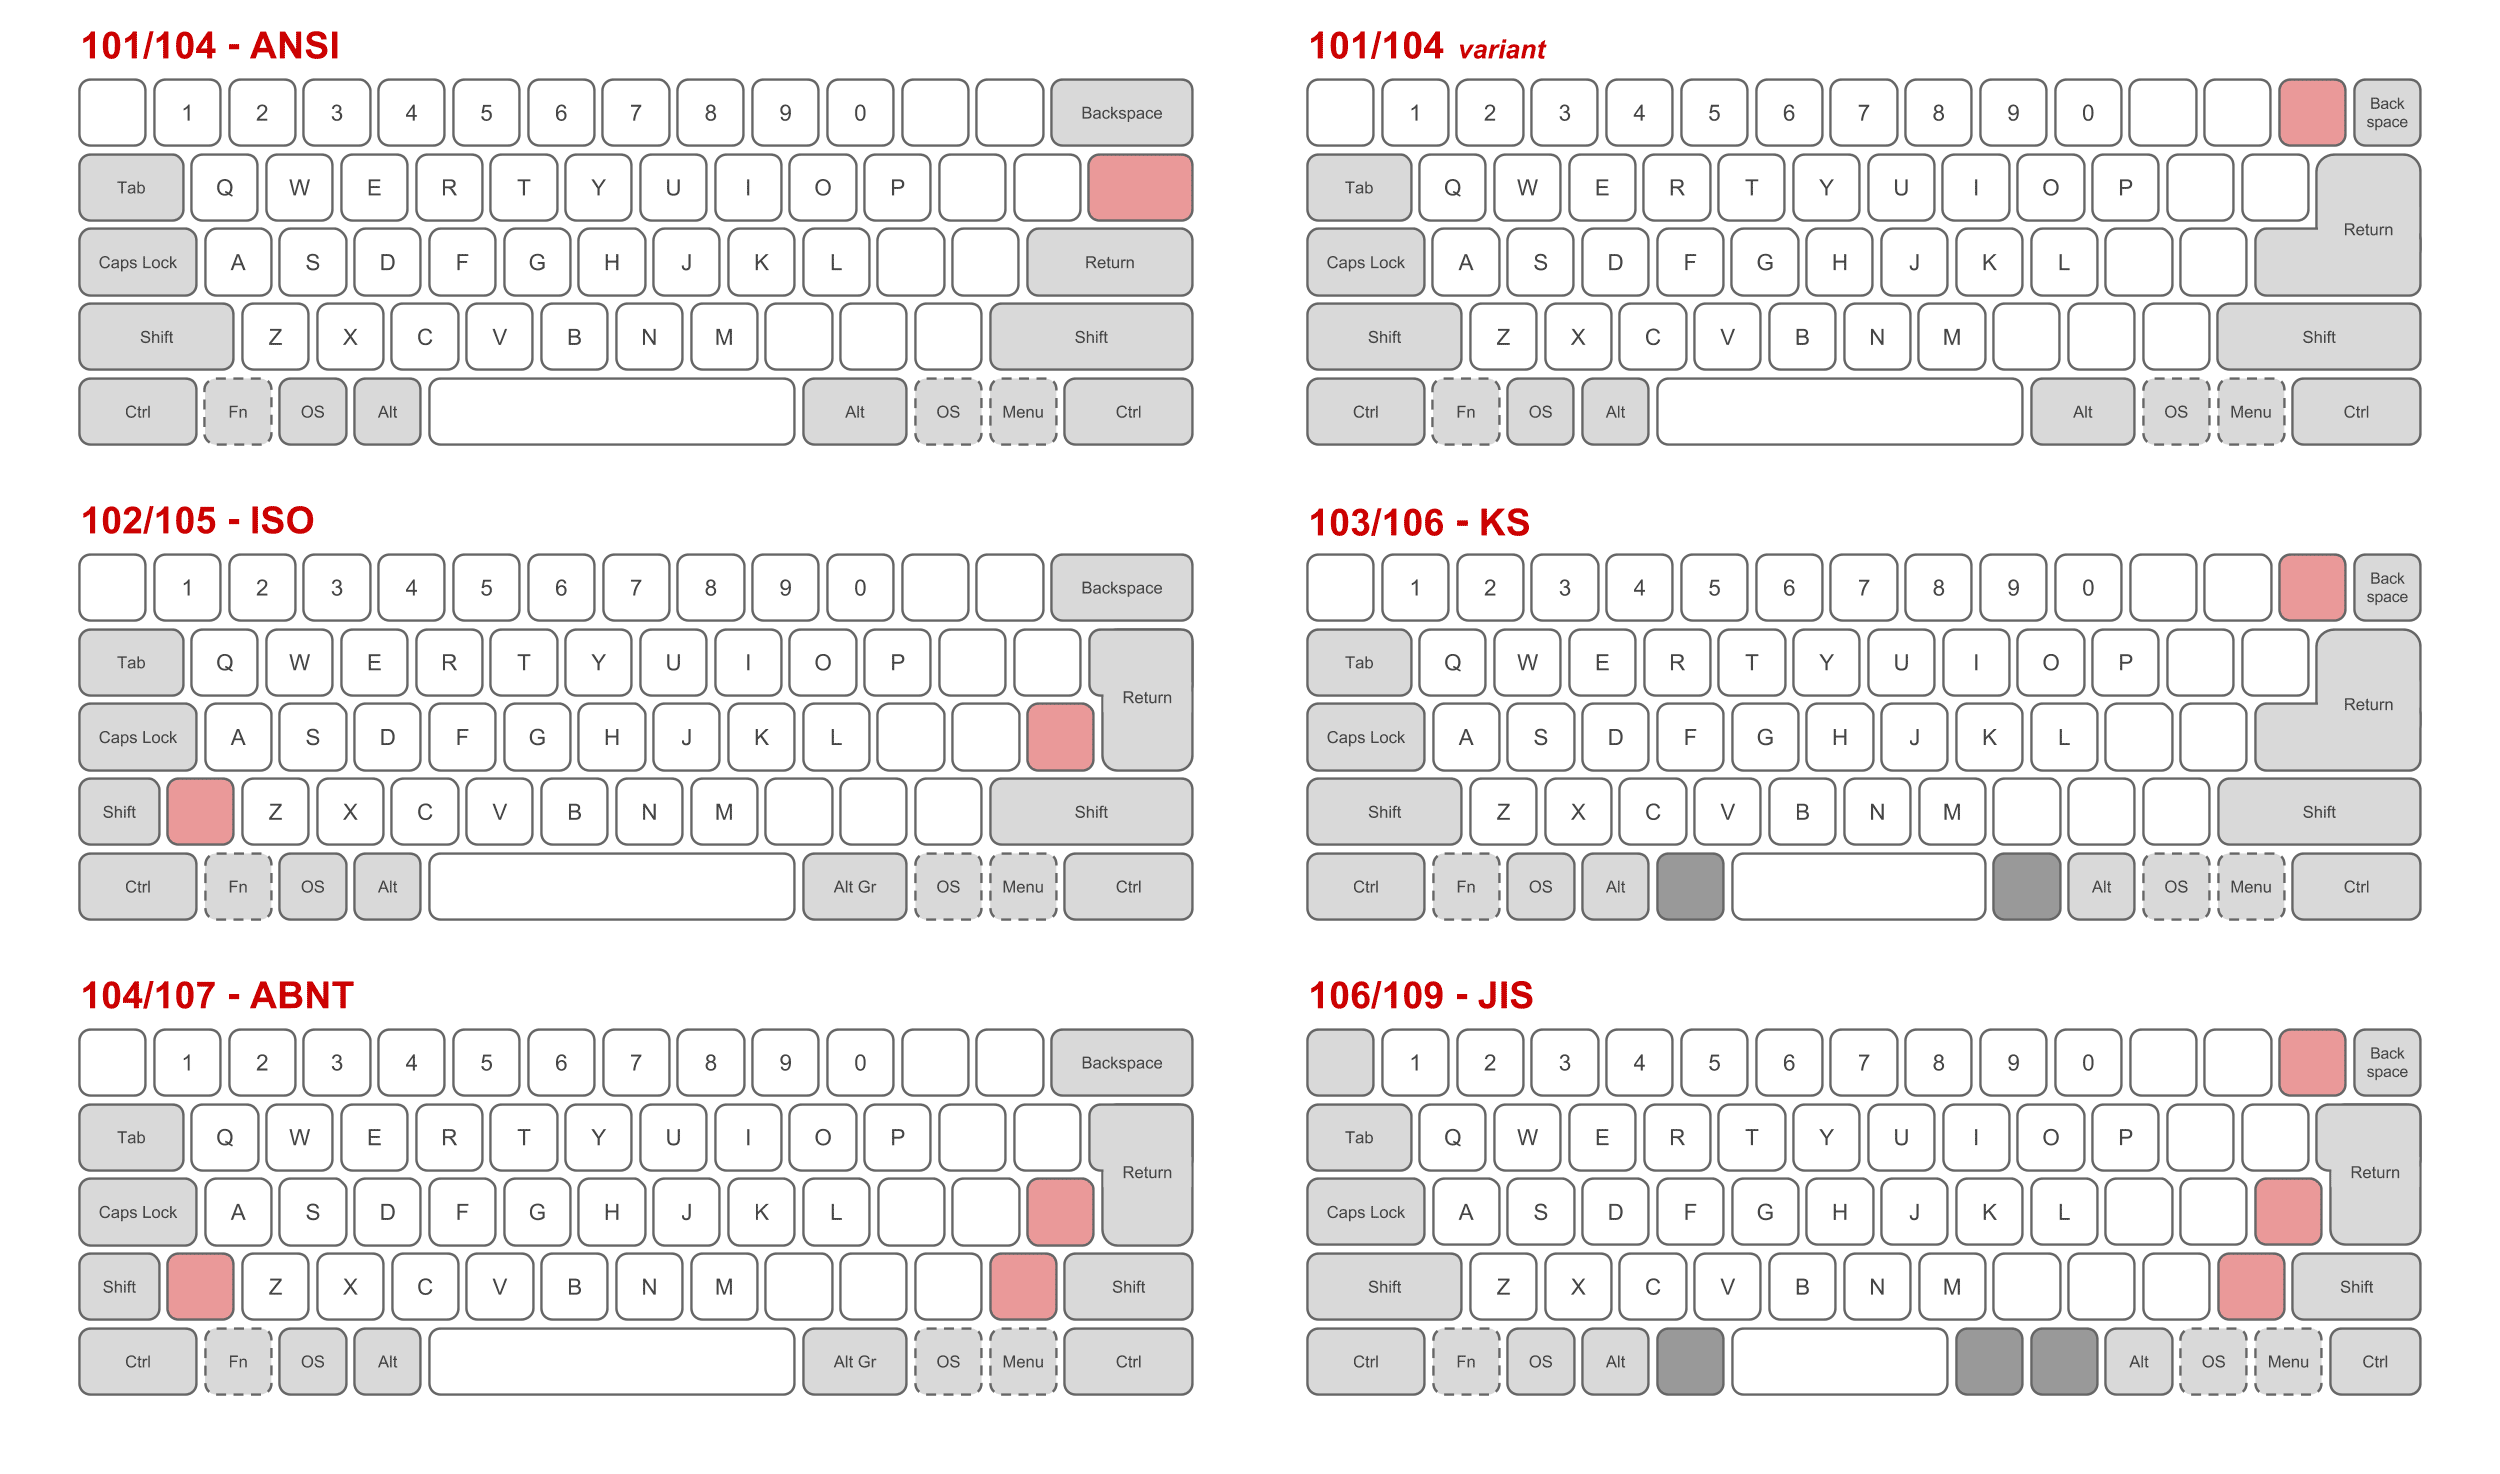 101/104 - ANSI
1 2 3 4 5 6 7 8 9 0 Backspace
Tab Q W E R T Y U I O P
Caps Lock A S D F G H J K L Return
Shift Z X C V B N M Shift
Ctrl Fn OS Alt Alt OS Menu Ctrl
101/104 variant
1 2 3 4 5 6 7 8 9 0 Back space
Tab Q W E R T Y U I O P
Return
Caps Lock A S D F G H J K L
Shift Z X C V B N M Shift
Ctrl Fn OS Alt Alt OS Menu Ctrl
102/105 - ISO
1 2 3 4 5 6 7 8 9 0 Backspace
Tab Q W E R T Y U I O P
Return
Caps Lock A S D F G H J K L
Shift Z X C V B N M Shift
Ctrl Fn OS Alt Alt Gr OS Menu Ctrl
103/106 - KS
1 2 3 4 5 6 7 8 9 0 Back space
Tab Q W E R T Y U I O P
Return
Caps Lock A S D F G H J K L
Shift Z X C V B N M Shift
Ctrl Fn OS Alt Alt OS Menu Ctrl
104/107 - ABNT
1 2 3 4 5 6 7 8 9 0 Backspace
Tab Q W E R T Y U I O P
Return
Caps Lock A S D F G H J K L
Shift Z X C V B N M Shift
Ctrl Fn OS Alt Alt Gr OS Menu Ctrl
106/109 - JIS
1 2 3 4 5 6 7 8 9 0 Back space
Tab Q W E R T Y U I O P
Return
Caps Lock A S D F G H J K L
Shift Z X C V B N M Shift
Ctrl Fn OS Alt Alt OS Menu Ctrl